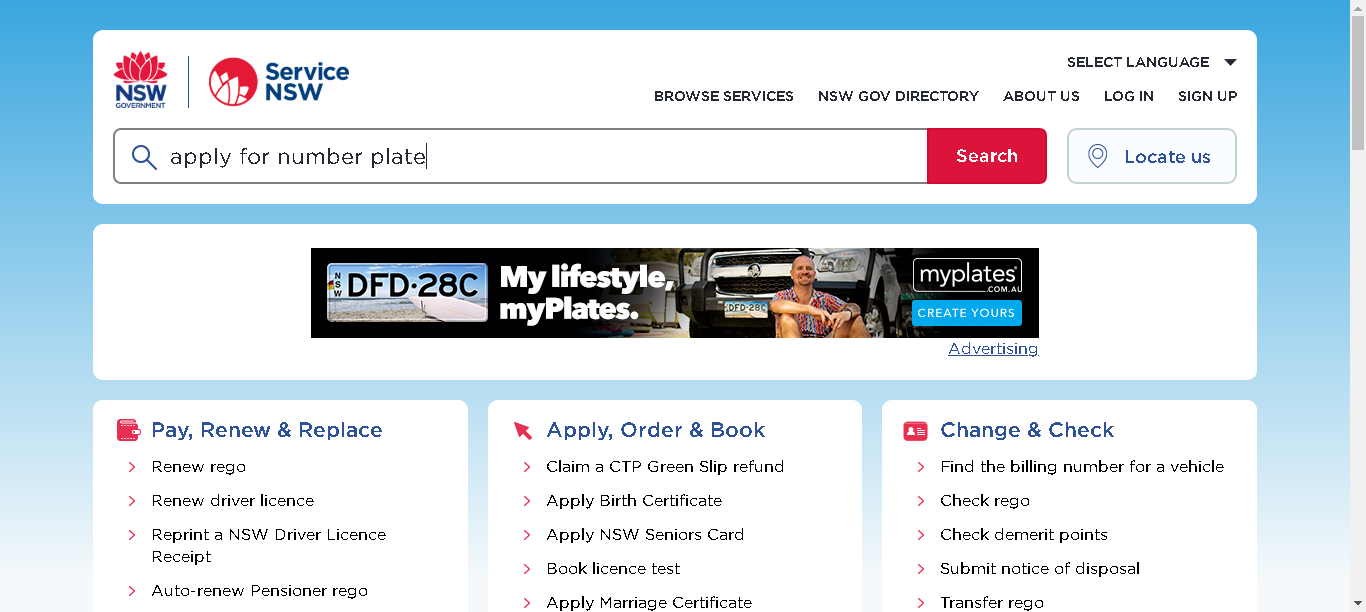 NSW
GOVERNMENT
Service
NSW
SELECT LANGUAGE
BROWSE SERVICES NSW GOV DIRECTORY ABOUT US LOG IN SIGN UP
apply for number plate
Search
Locate us
NSW
DFD·28C
My lifestyle,
myPlates.
DFD·28C
myplates
.COM.AU
CREATE YOURS
Advertising
Pay, Renew & Replace
Renew rego
Renew driver licence
Reprint a NSW Driver Licence
Receipt
Auto-renew Pensioner rego
Apply, Order & Book
Claim a CTP Green Slip refund
Apply Birth Certificate
Apply NSW Seniors Card
Book licence test
Apply Marriage Certificate
Change & Check
Find the billing number for a vehicle
Check rego
Check demerit points
Submit notice of disposal
Transfer rego